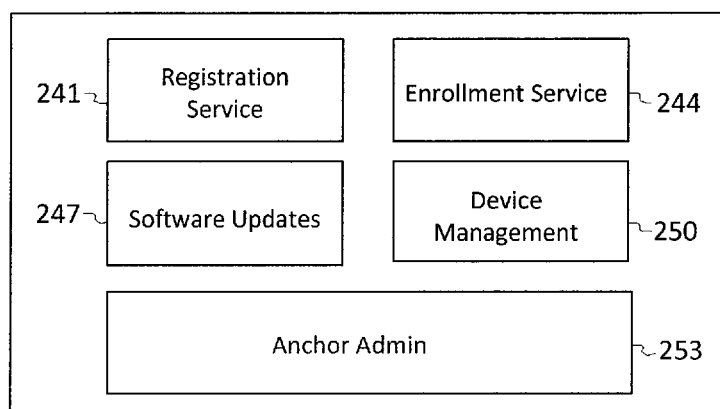 Registration
Service
241
Enrollment Service
244
Software Updates
247
Device
Management
250
Anchor Admin
253